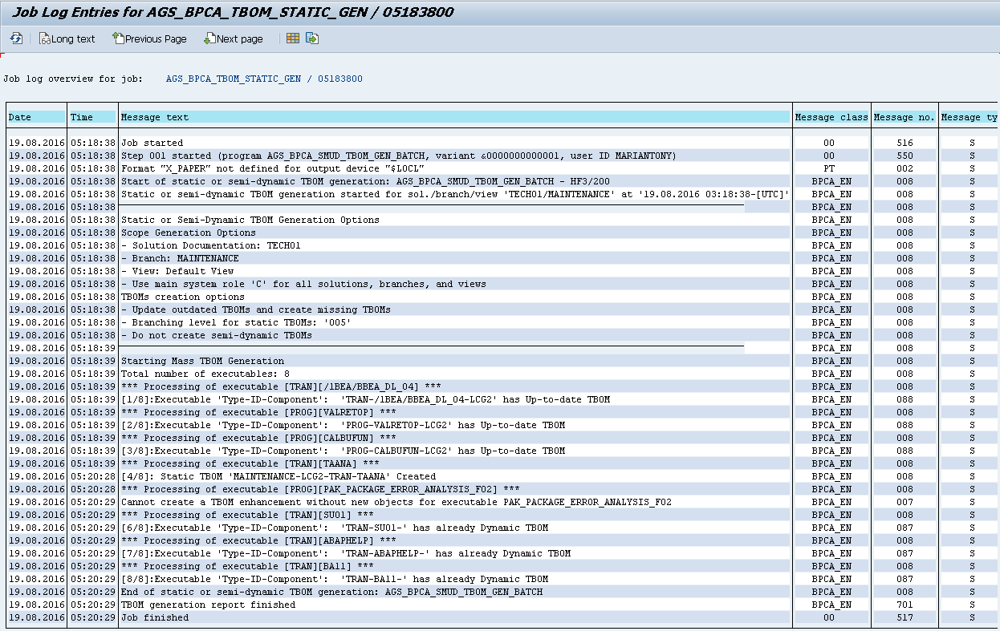 Job Log Entries for AGS_BPCA_TBOM_STATIC_GEN / 05183800
Long text Previous Page Next page
Job log overview for job: AGS_BPCA_TBOM_STATIC_GEN / 05183800
Date Time Message text Message class Message no. Message ty
19.08.2016 05:18:38 Job started 00 516 S
19.08.2016 05:18:38 Step 001 started (program AGS_BPCA_SMUD_TBOM_GEN_BATCH, variant &0000000000001, user ID MARIANTONY) 00 550 S
19.08.2016 05:18:38 Format "X_PAPER" not defined for output device "$LOCL" PT 002 S
19.08.2016 05:18:38 Start of static or semi-dynamic TBOM generation: AGS_BPCA_SMUD_TBOM_GEN_BATCH - HF3/200 BPCA_EN 008 S
19.08.2016 05:18:38 Static or semi-dynamic TBOM generation started for sol./branch/view 'TECH01/MAINTENANCE' at '19.08.2016 03:18:38-[UTC]' BPCA_EN 008 S
19.08.2016 05:18:38 BPCA_EN 008 S
19.08.2016 05:18:38 Static or Semi-Dynamic TBOM Generation Options BPCA_EN 008 S
19.08.2016 05:18:38 Scope Generation Options BPCA_EN 008 S
19.08.2016 05:18:38 - Solution Documentation: TECH01 BPCA_EN 008 S
19.08.2016 05:18:38 - Branch: MAINTENANCE BPCA_EN 008 S
19.08.2016 05:18:38 - View: Default View BPCA_EN 008 S
19.08.2016 05:18:38 - Use main system role 'C' for all solutions, branches, and views BPCA_EN 008 S
19.08.2016 05:18:38 TBOMs creation options BPCA_EN 008 S
19.08.2016 05:18:38 - Update outdated TBOMs and create missing TBOMs BPCA_EN 008 S
19.08.2016 05:18:38 - Branching level for static TBOMs: '005' BPCA_EN 008 S
19.08.2016 05:18:38 - Do not create semi-dynamic TBOMs BPCA_EN 008 S
19.08.2016 05:18:39 BPCA_EN 008 S
19.08.2016 05:18:39 Starting Mass TBOM Generation BPCA_EN 008 S
19.08.2016 05:18:39 Total number of executables: 8 BPCA_EN 008 S
19.08.2016 05:18:39 *** Processing of executable [TRAN][/1BEA/BBEA_DL_04] *** BPCA_EN 008 S
19.08.2016 05:18:39 [1/8]:Executable 'Type-ID-Component': 'TRAN-/1BEA/BBEA_DL_04-LCG2' has Up-to-date TBOM BPCA_EN 088 S
19.08.2016 05:18:39 *** Processing of executable [PROG][VALRETOP] *** BPCA_EN 008 S
19.08.2016 05:18:39 [2/8]:Executable 'Type-ID-Component': 'PROG-VALRETOP-LCG2' has Up-to-date TBOM BPCA_EN 088 S
19.08.2016 05:18:39 *** Processing of executable [PROG][CALBUFUN] *** BPCA_EN 008 S
19.08.2016 05:18:39 [3/8]:Executable 'Type-ID-Component': 'PROG-CALBUFUN-LCG2' has Up-to-date TBOM BPCA_EN 088 S
19.08.2016 05:18:39 *** Processing of executable [TRAN][TAANA] *** BPCA_EN 008 S
19.08.2016 05:20:28 [4/8]: Static TBOM 'MAINTENANCE-LCG2-TRAN-TAANA' Created BPCA_EN 008 S
19.08.2016 05:20:28 *** Processing of executable [PROG][PAK_PACKAGE_ERROR_ANALYSIS_F02] *** BPCA_EN 008 S
19.08.2016 05:20:29 Cannot create a TBOM enhancement without new objects for executable PAK_PACKAGE_ERROR_ANALYSIS_F02 BPCA_EN 007 S
19.08.2016 05:20:29 *** Processing of executable [TRAN][SU01] *** BPCA_EN 008 S
19.08.2016 05:20:29 [6/8]:Executable 'Type-ID-Component': 'TRAN-SU01-' has already Dynamic TBOM BPCA_EN 087 S
19.08.2016 05:20:29 *** Processing of executable [TRAN][ABAPHELP] *** BPCA_EN 008 S
19.08.2016 05:20:29 [7/8]:Executable 'Type-ID-Component': 'TRAN-ABAPHELP-' has already Dynamic TBOM BPCA_EN 087 S
19.08.2016 05:20:29 *** Processing of executable [TRAN][BA11] *** BPCA_EN 008 S
19.08.2016 05:20:29 [8/8]:Executable 'Type-ID-Component': 'TRAN-BA11-' has already Dynamic TBOM BPCA_EN 087 S
19.08.2016 05:20:29 End of static or semi-dynamic TBOM generation: AGS_BPCA_SMUD_TBOM_GEN_BATCH BPCA_EN 008 S
19.08.2016 05:20:29 TBOM generation report finished BPCA_EN 701 S
19.08.2016 05:20:29 Job finished 00 517 S